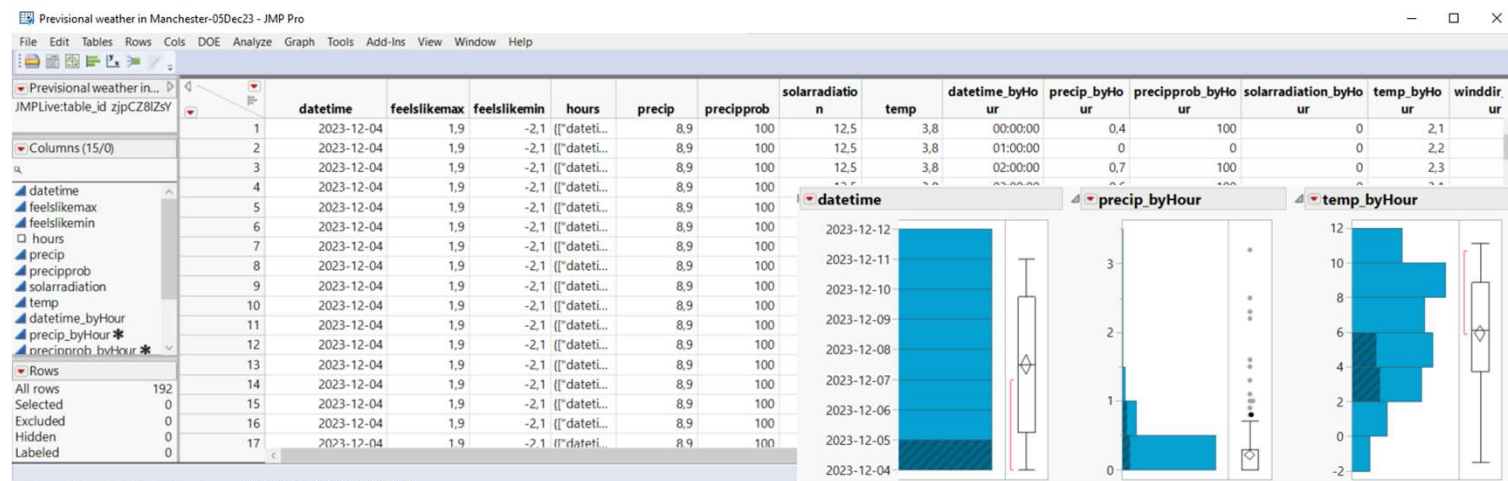 Previsional weather in Manchester-05Dec23 - JMP Pro
File Edit Tables Rows Cols DOE Analyze Graph Tools Add-Ins View Window Help
Previsional weather in...
JMPLive:table_id zjpCZ8lZsY
Columns (15/0)
datetime
feelslikemax
feelslikemin
hours
precip
precipprob
solarradiation
temp
datetime_byHour
precip_byHour
precipprob_byHour
Rows
All rows 192
Selected 0
Excluded 0
Hidden 0
Labeled 0
datetime feelslikemax feelslikemin hours precip precipprob solarradiation temp datetime_byHour precip_byHour precipprob_byHour solarradiation_byHour temp_byHour winddir_ur
1 2023-12-04 1,9 -2,1 {["dateti... 8,9 100 12,5 3,8 00:00:00 0,4 100 0 2,1
2 2023-12-04 1,9 -2,1 {["dateti... 8,9 100 12,5 3,8 01:00:00 0 0 0 2,2
3 2023-12-04 1,9 -2,1 {["dateti... 8,9 100 12,5 3,8 02:00:00 0,7 100 0 2,3
4 2023-12-04 1,9 -2,1 {["dateti... 8,9 100
5 2023-12-04 1,9 -2,1 {["dateti... 8,9 100
6 2023-12-04 1,9 -2,1 {["dateti... 8,9 100
7 2023-12-04 1,9 -2,1 {["dateti... 8,9 100
8 2023-12-04 1,9 -2,1 {["dateti... 8,9 100
9 2023-12-04 1,9 -2,1 {["dateti... 8,9 100
10 2023-12-04 1,9 -2,1 {["dateti... 8,9 100
11 2023-12-04 1,9 -2,1 {["dateti... 8,9 100
12 2023-12-04 1,9 -2,1 {["dateti... 8,9 100
13 2023-12-04 1,9 -2,1 {["dateti... 8,9 100
14 2023-12-04 1,9 -2,1 {["dateti... 8,9 100
15 2023-12-04 1,9 -2,1 {["dateti... 8,9 100
16 2023-12-04 1,9 -2,1 {["dateti... 8,9 100
17 2023-12-04 1,9 -2,1 {["dateti... 8,9 100
datetime
2023-12-12
2023-12-11
2023-12-10
2023-12-09
2023-12-08
2023-12-07
2023-12-06
2023-12-05
2023-12-04
precip_byHour
3
2
1
0
temp_byHour
12
10
8
6
4
2
0
-2